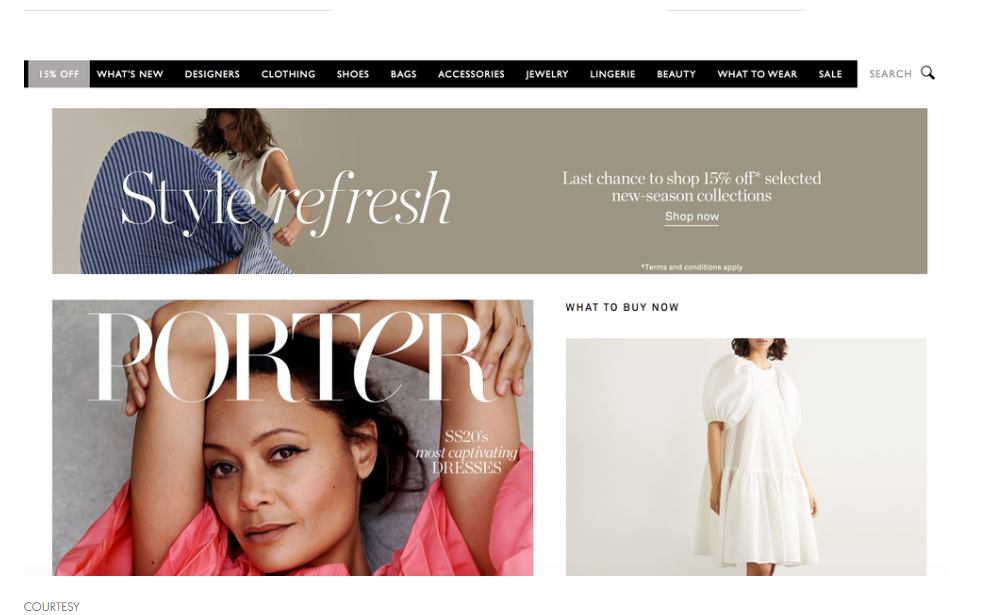 15% OFF
WHAT'S NEW
DESIGNERS
CLOTHING
SHOES
BAGS
ACCESSORIES
JEWELRY
LINGERIE
BEAUTY
WHAT TO WEAR
SALE
SEARCH
Style refresh
Last chance to shop 15% off* selected
new-season collections
Shop now
*Terms and conditions apply
PORTER
SS20's
most captivating
DRESSES
WHAT TO BUY NOW
COURTESY